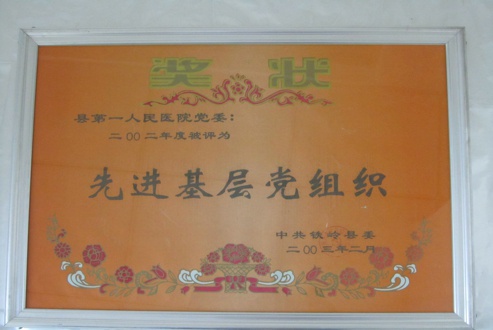 奖状
县第一人民医院党委：
二00二年度被评为
先进基层党组织
中共铁岭县委
二00三年二月